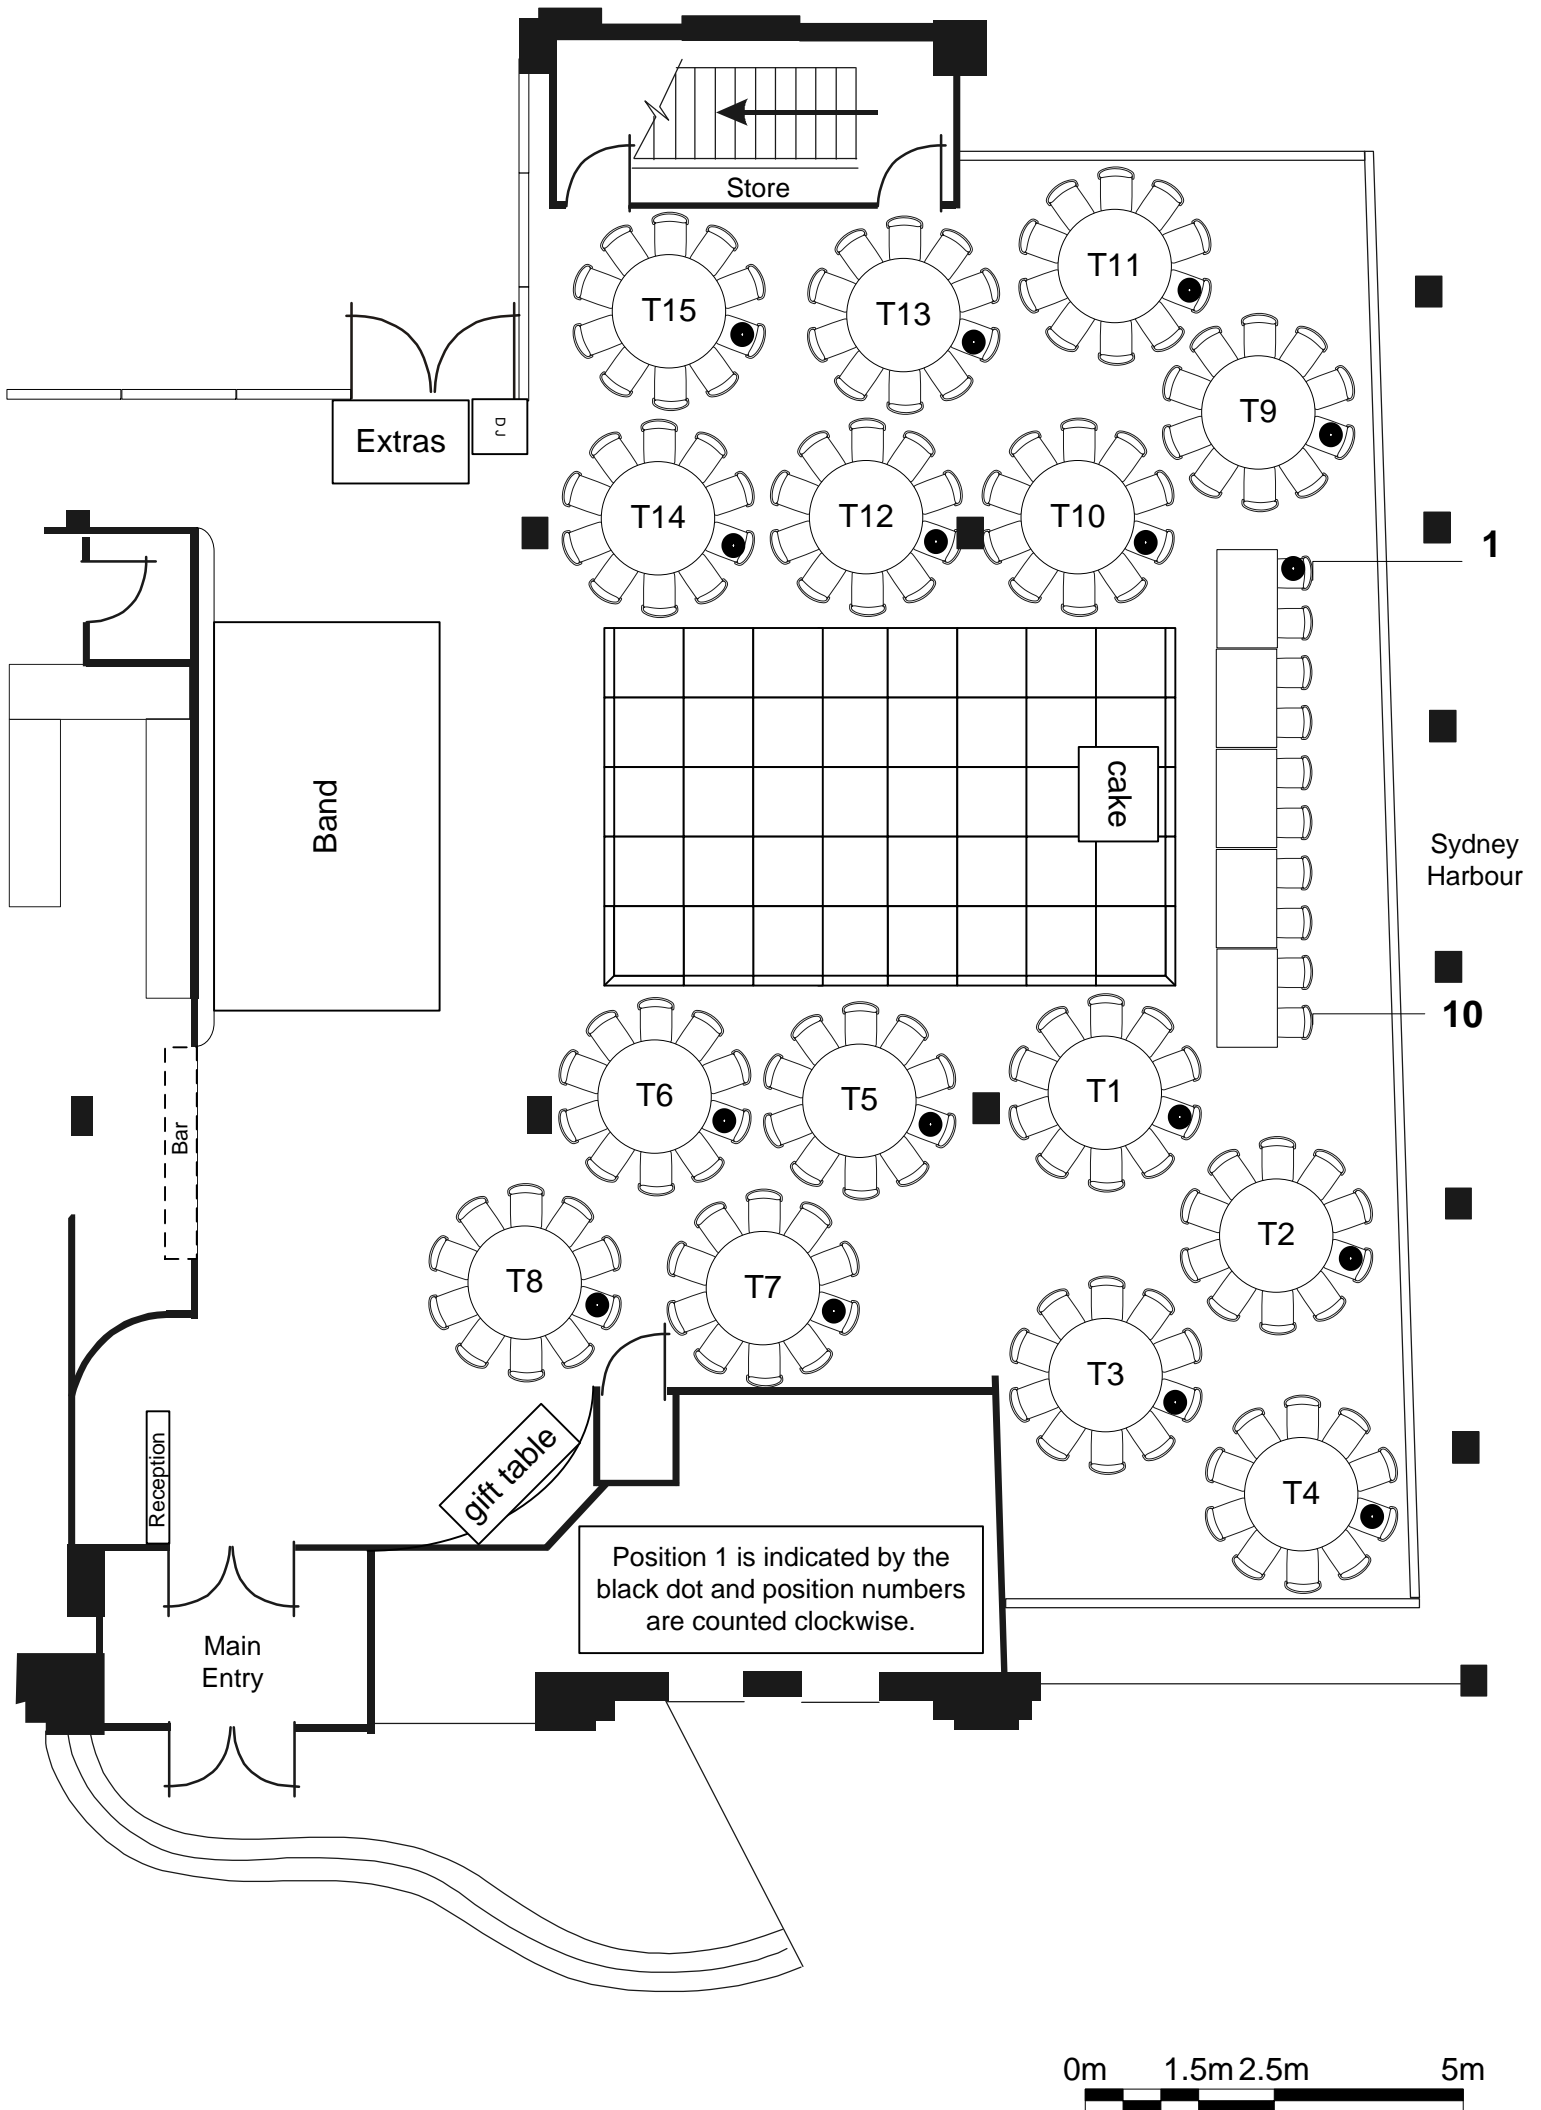 Store
T11
T15
T13
T9
Extras
DJ
T14
T12
T10
1
cake
Band
Sydney
Harbour
10
T1
T6
T5
Bar
T2
T8
T7
T3
gift table
Reception
T4
Position 1 is indicated by the
black dot and position numbers
are counted clockwise.
Main
Entry
0m 1.5m 2.5m 5m